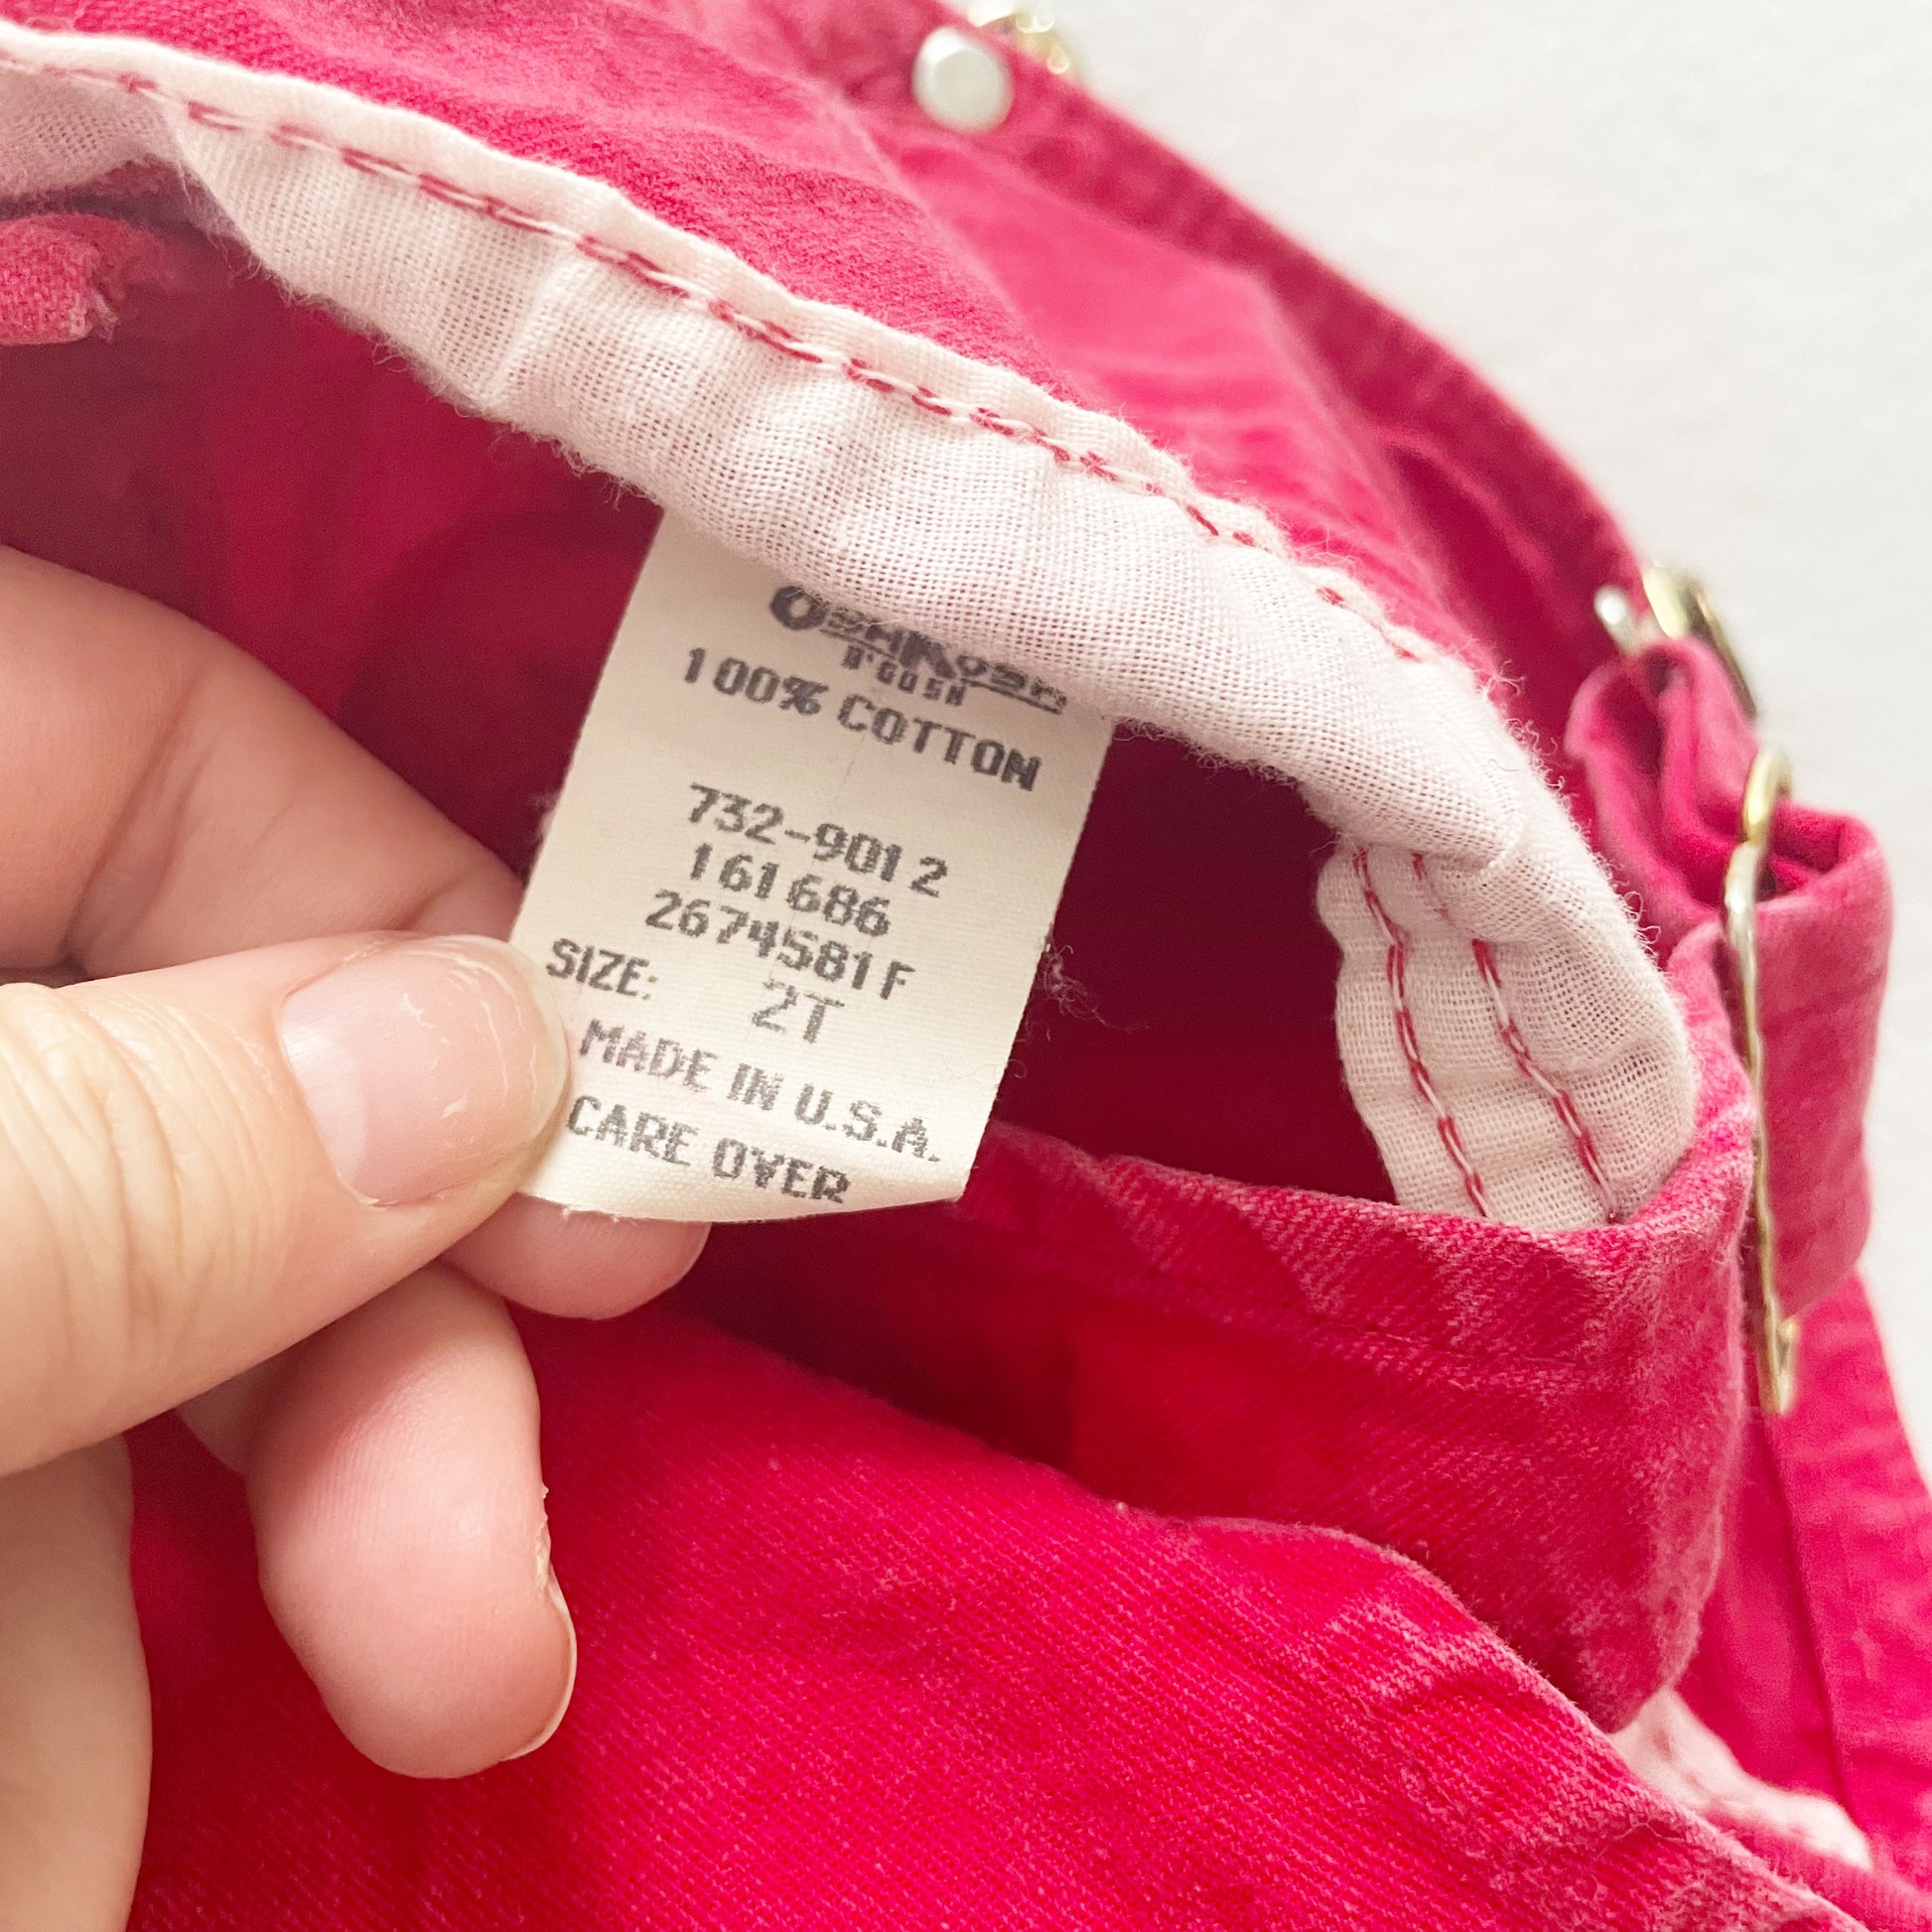 OSHKOSH
B'GOSH
100% COTTON
732-9012
161686
2674581F
SIZE: 2T
MADE IN U.S.A.
CARE OVER